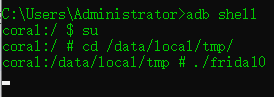 C:\Users\Administrator>adb shell
coral:/ $ su
coral:/ # cd /data/local/tmp/
coral:/data/local/tmp # ./frida10